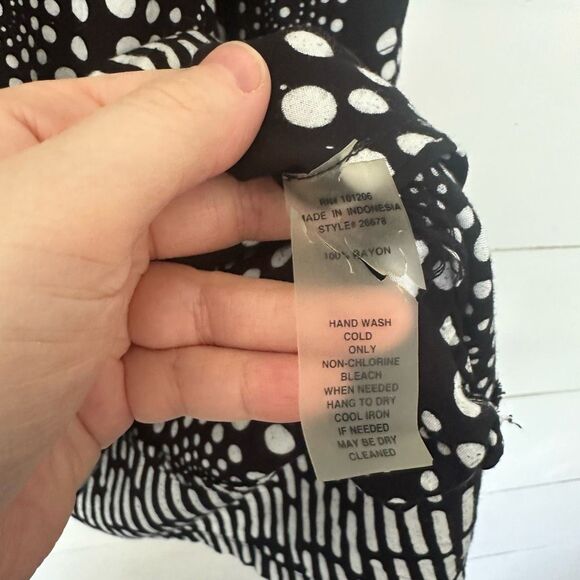 RN# 101206
MADE IN INDONESIA
STYLE# 26678
100% RAYON
HAND WASH
COLD
ONLY
NON-CHLORINE
BLEACH
WHEN NEEDED
HANG TO DRY
COOL IRON
IF NEEDED
MAY BE DRY
CLEANED